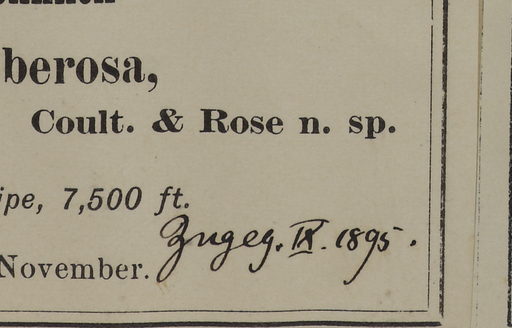 berosa,
Coult. & Rose n. sp.
ipe, 7,500 ft.
November. Zugeg. IX. 1895.